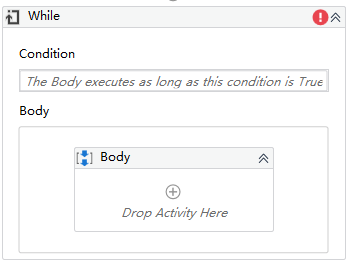 While
Condition
The Body executes as long as this condition is True
Body
Body
Drop Activity Here